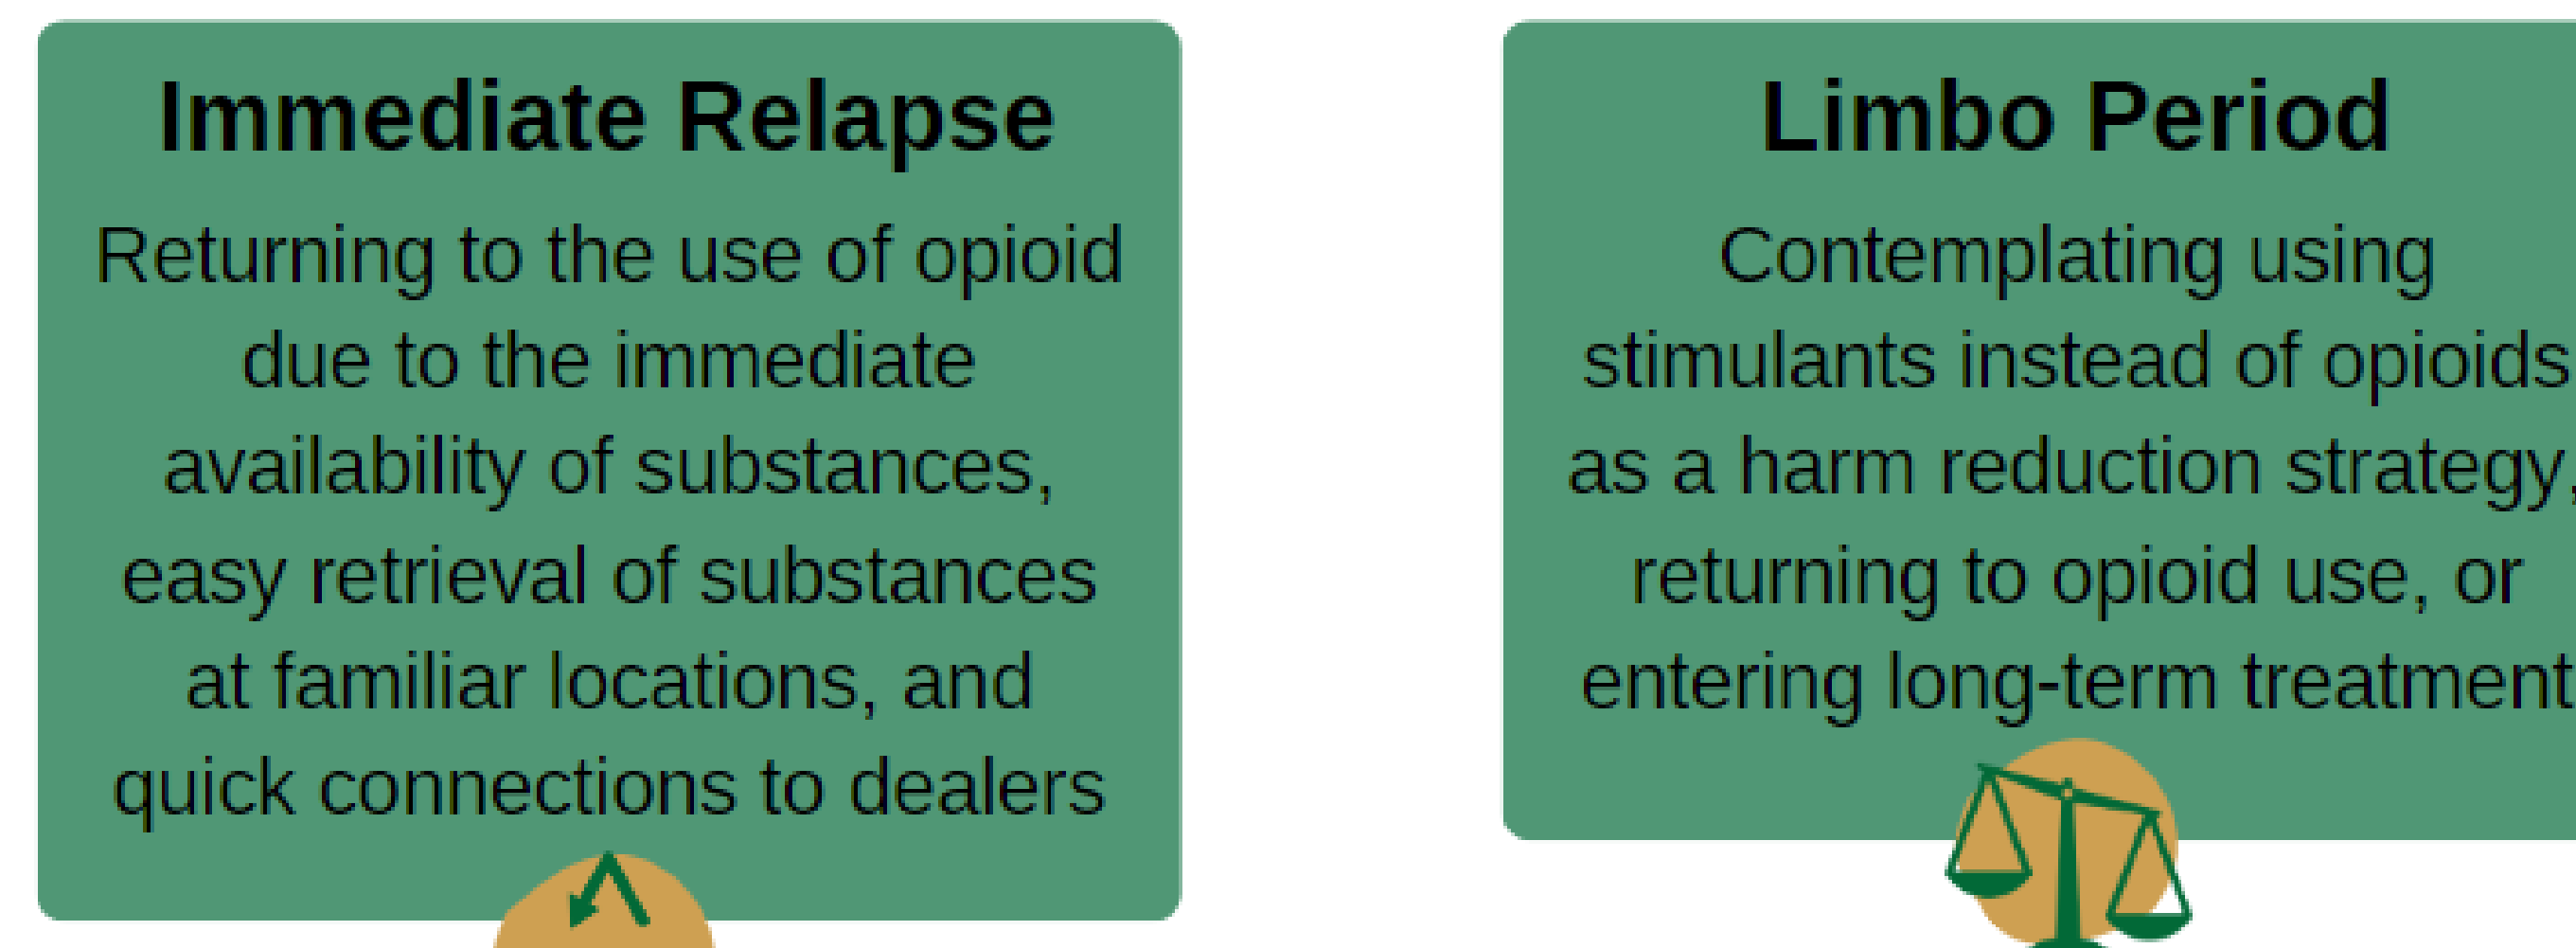 Immediate Relapse
Returning to the use of opioid
due to the immediate
availability of substances,
easy retrieval of substances
at familiar locations, and
quick connections to dealers
Limbo Period
Contemplating using
stimulants instead of opioids
as a harm reduction strategy,
returning to opioid use, or
entering long-term treatment